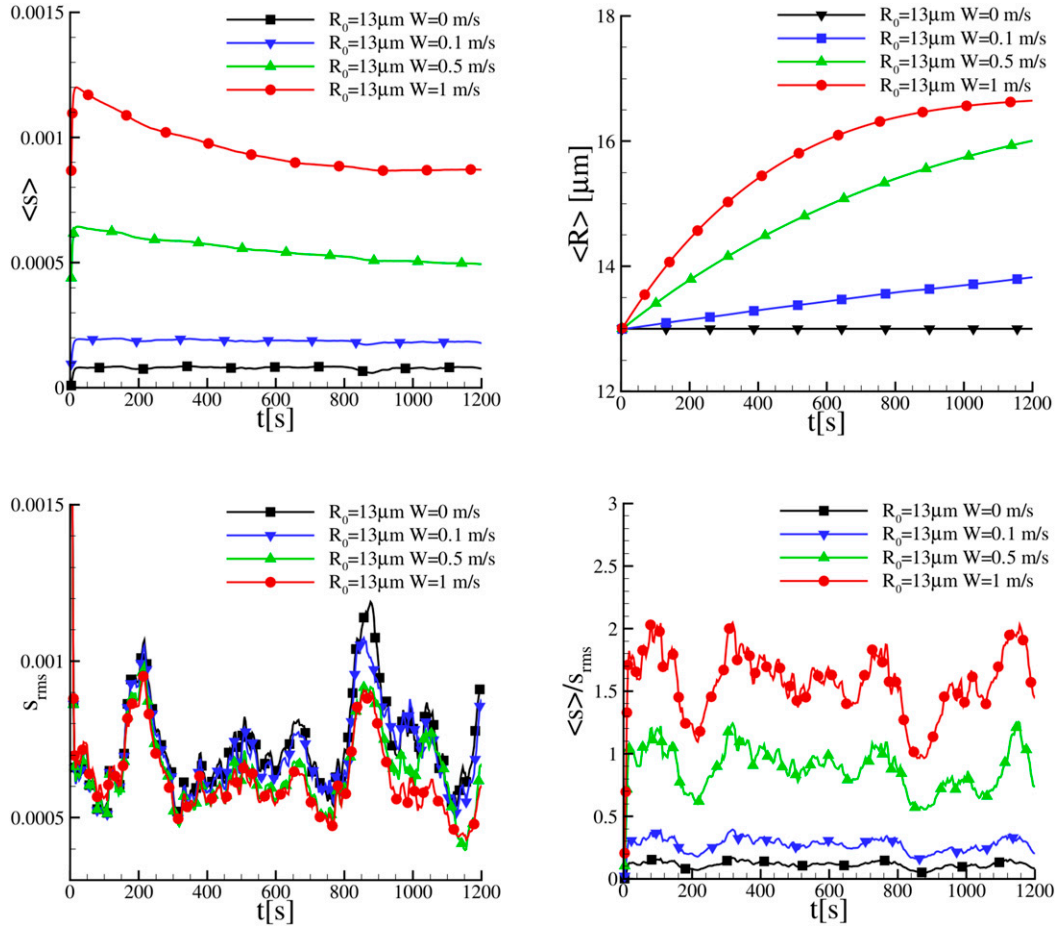 0.0015
0.001
0.0005
0
<s>
R₀=13μm W=0 m/s
R₀=13μm W=0.1 m/s
R₀=13μm W=0.5 m/s
R₀=13μm W=1 m/s
0 200 400 600 800 1000 1200
t[s]
18
16
14
12
<R> [μm]
R₀=13μm W=0 m/s
R₀=13μm W=0.1 m/s
R₀=13μm W=0.5 m/s
R₀=13μm W=1 m/s
0 200 400 600 800 1000 1200
t[s]
0.0015
0.001
0.0005
s_rms
R₀=13μm W=0 m/s
R₀=13μm W=0.1 m/s
R₀=13μm W=0.5 m/s
R₀=13μm W=1 m/s
0 200 400 600 800 1000 1200
t[s]
3
2.5
2
1.5
1
0.5
0
<s>/s_rms
R₀=13μm W=0 m/s
R₀=13μm W=0.1 m/s
R₀=13μm W=0.5 m/s
R₀=13μm W=1 m/s
0 200 400 600 800 1000 1200
t[s]